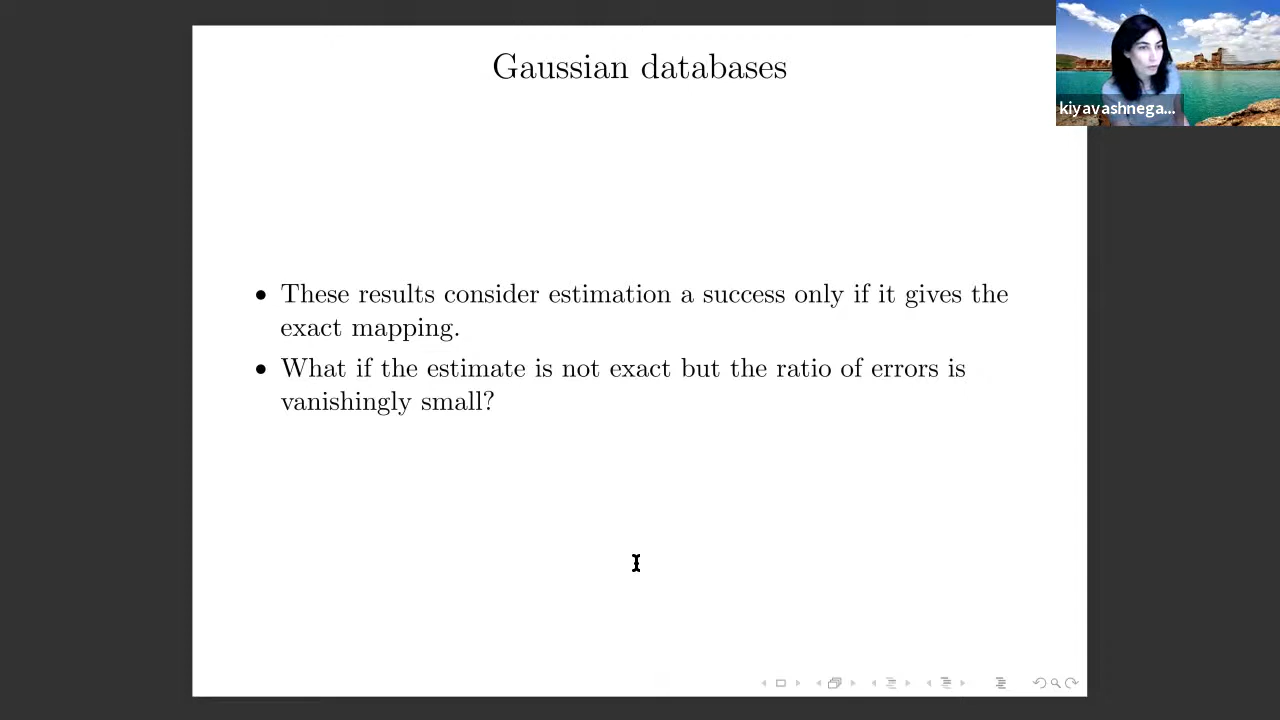 Gaussian databases
kiyavashnega...
• These results consider estimation a success only if it gives the
exact mapping.
• What if the estimate is not exact but the ratio of errors is
vanishingly small?